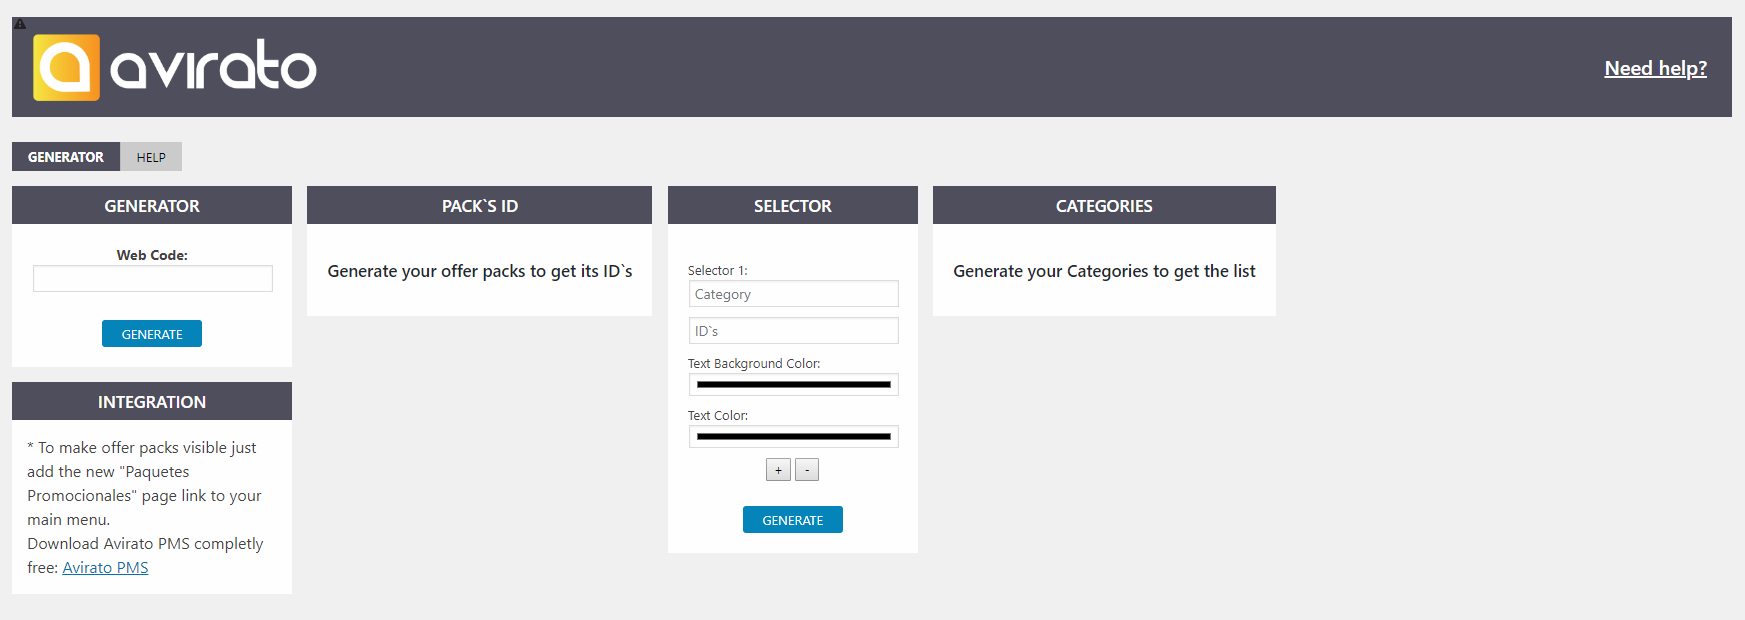 avirato
Need help?
GENERATOR
HELP
GENERATOR
Web Code:
GENERATE
INTEGRATION
* To make offer packs visible just
add the new "Paquetes
Promocionales" page link to your
main menu.
Download Avirato PMS completly
free: Avirato PMS
PACK`S ID
Generate your offer packs to get its ID`s
SELECTOR
Selector 1:
Category
ID`s
Text Background Color:
Text Color:
+ -
GENERATE
CATEGORIES
Generate your Categories to get the list